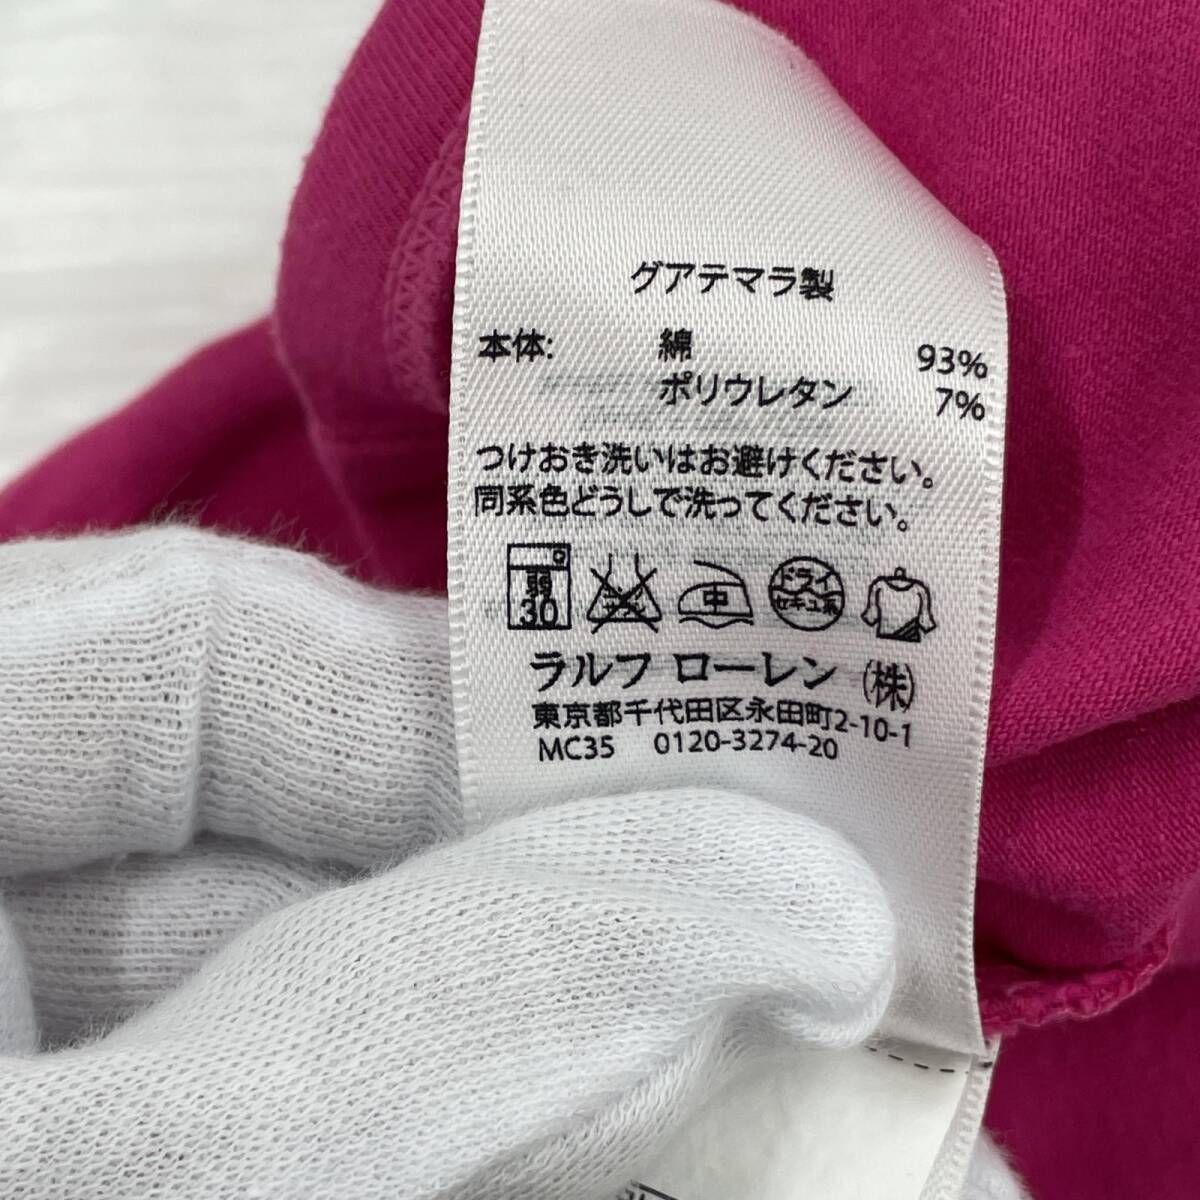 グアテマラ製
本体: 綿 93%
ポリウレタン 7%
つけおき洗いはお避けください。
同系色どうしで洗ってください。
弱
30
中
ドライ
セキユ系
ラルフ ローレン (株)
東京都千代田区永田町2-10-1
MC35 0120-3274-20